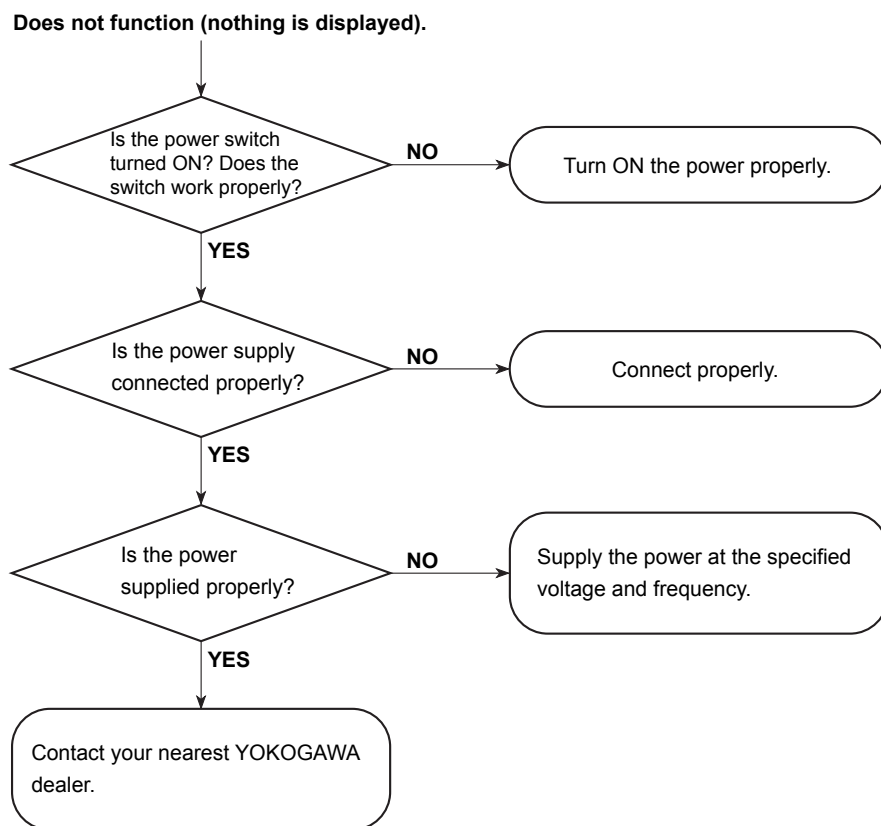 Does not function (nothing is displayed).
Is the power switch
turned ON? Does the
switch work properly?
NO
Turn ON the power properly.
YES
Is the power supply
connected properly?
NO
Connect properly.
YES
Is the power
supplied properly?
NO
Supply the power at the specified
voltage and frequency.
YES
Contact your nearest YOKOGAWA
dealer.